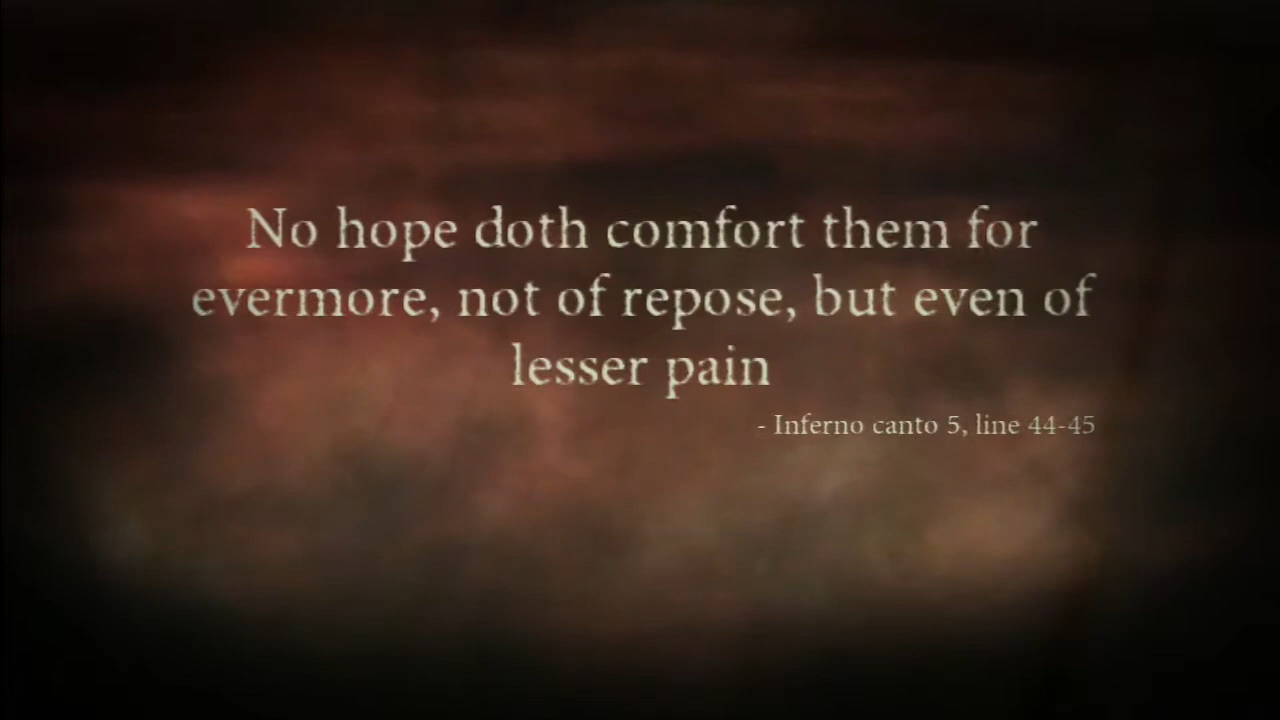 No hope doth comfort them for
evermore, not of repose, but even of
lesser pain
- Inferno canto 5, line 44-45